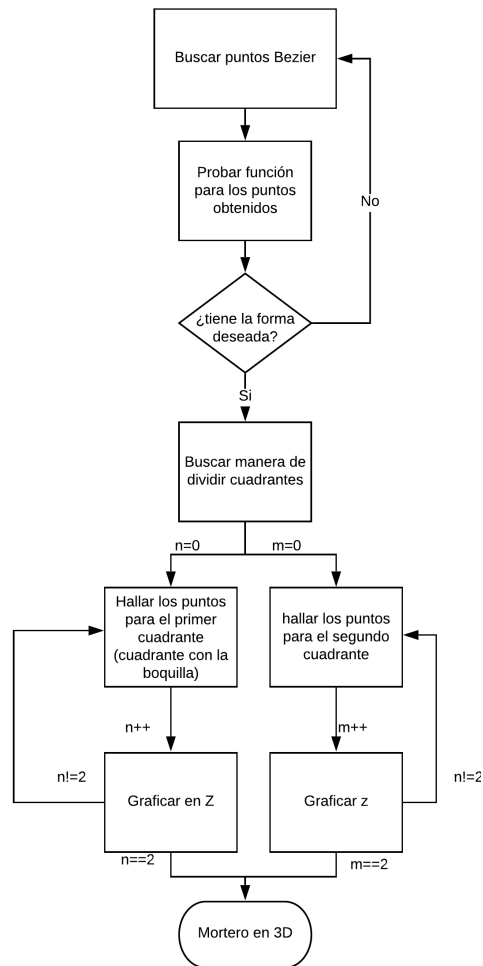 Buscar puntos Bezier
Probar función
para los puntos
obtenidos
No
¿tiene la forma
deseada?
Si
Buscar manera de
dividir cuadrantes
n=0
m=0
Hallar los puntos
para el primer
cuadrante
(cuadrante con la
boquilla)
hallar los puntos
para el segundo
cuadrante
n++
m++
n!=2
Graficar en Z
Graficar z
n!=2
n==2
m==2
Mortero en 3D